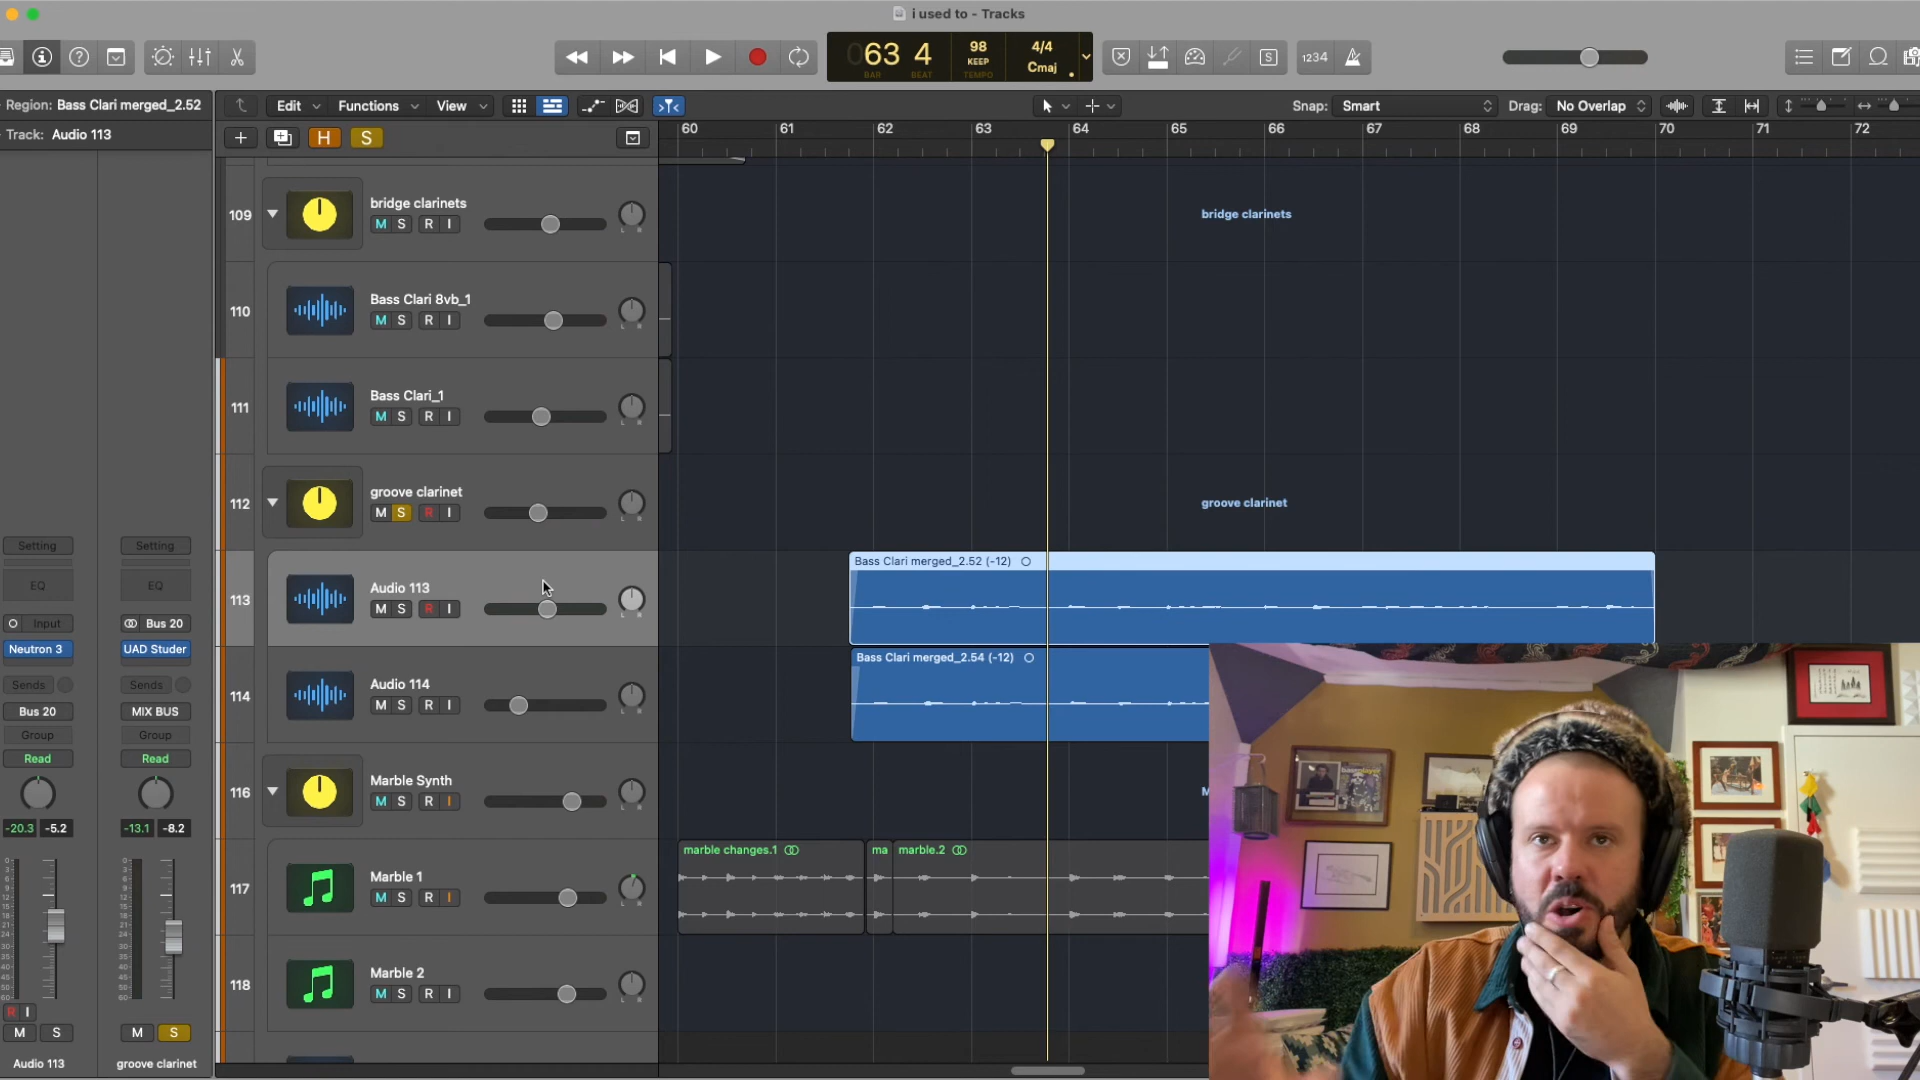 i used to - Tracks
63 4
BAR BEAT
98
KEEP
TEMPO
4/4
Cmaj
1234
Region: Bass Clari merged_2.52
Track: Audio 113
Edit
Functions
View
Snap: Smart
Drag: No Overlap
H S
60 61 62 63 64 65 66 67 68 69 70 71 72
109
bridge clarinets
M S R I
bridge clarinets
110
Bass Clari 8vb_1
M S R I
111
Bass Clari_1
M S R I
112
groove clarinet
M S R I
groove clarinet
113
Audio 113
M S R I
Bass Clari merged_2.52 (-12)
114
Audio 114
M S R I
Bass Clari merged_2.54 (-12)
116
Marble Synth
M S R I
M
117
Marble 1
M S R I
marble changes.1
ma
marble.2
118
Marble 2
M S R I
Setting Setting
EQ EQ
Input Bus 20
Neutron 3 UAD Studer
Sends Sends
Bus 20 MIX BUS
Group Group
Read Read
-20.3 -5.2 -13.1 -8.2
R I
M S M S
Audio 113 groove clarinet